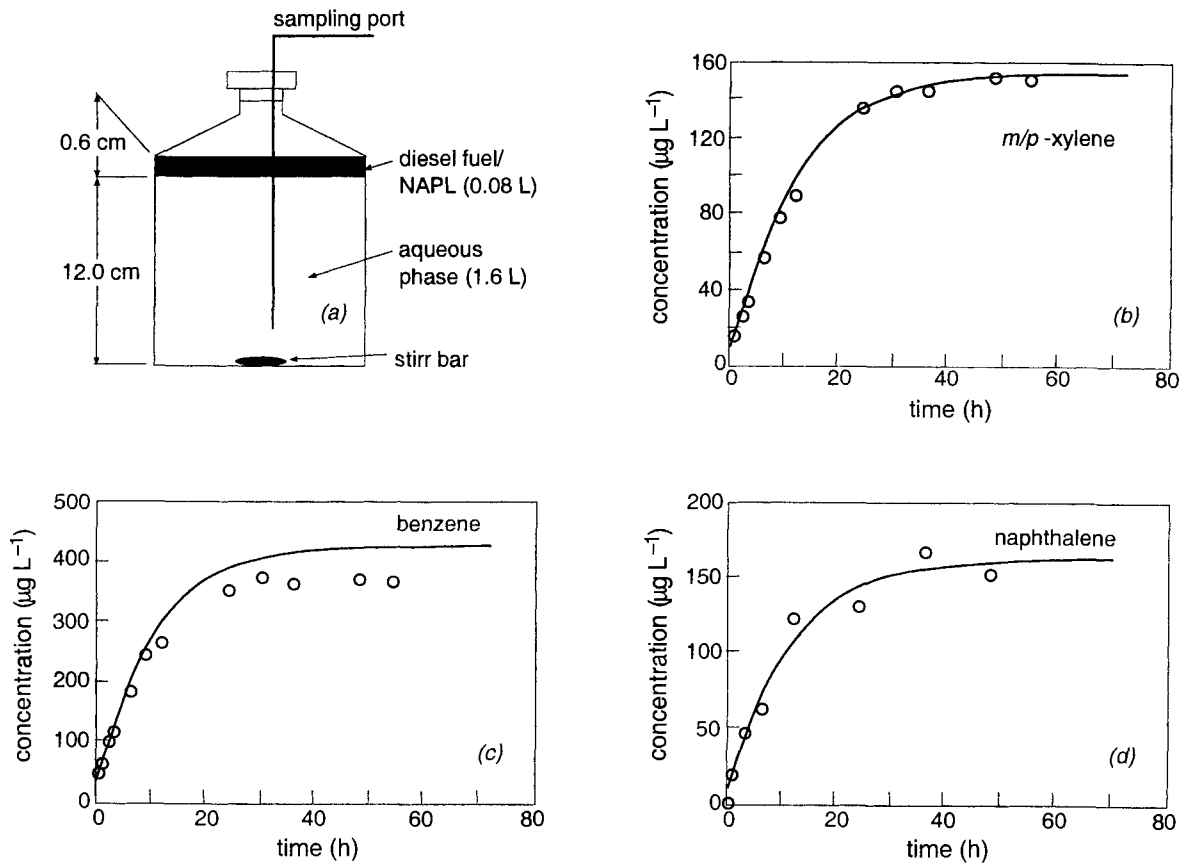 sampling port
0.6 cm
12.0 cm
diesel fuel/
NAPL (0.08 L)
aqueous
phase (1.6 L)
(a)
stirr bar
concentration (µg L⁻¹)
160
120
80
40
0
m/p -xylene
(b)
0 20 40 60 80
time (h)
concentration (µg L⁻¹)
500
400
300
200
100
0
benzene
(c)
0 20 40 60 80
time (h)
concentration (µg L⁻¹)
200
150
100
50
0
naphthalene
(d)
0 20 40 60 80
time (h)